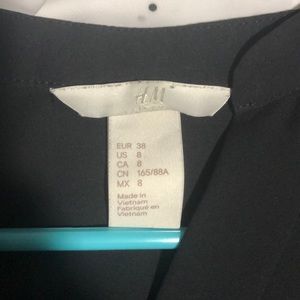 H&M
EUR 38
US 8
CA 8
CN 165/88A
MX 8
Made in
Vietnam
Fabriqué en
Vietnam